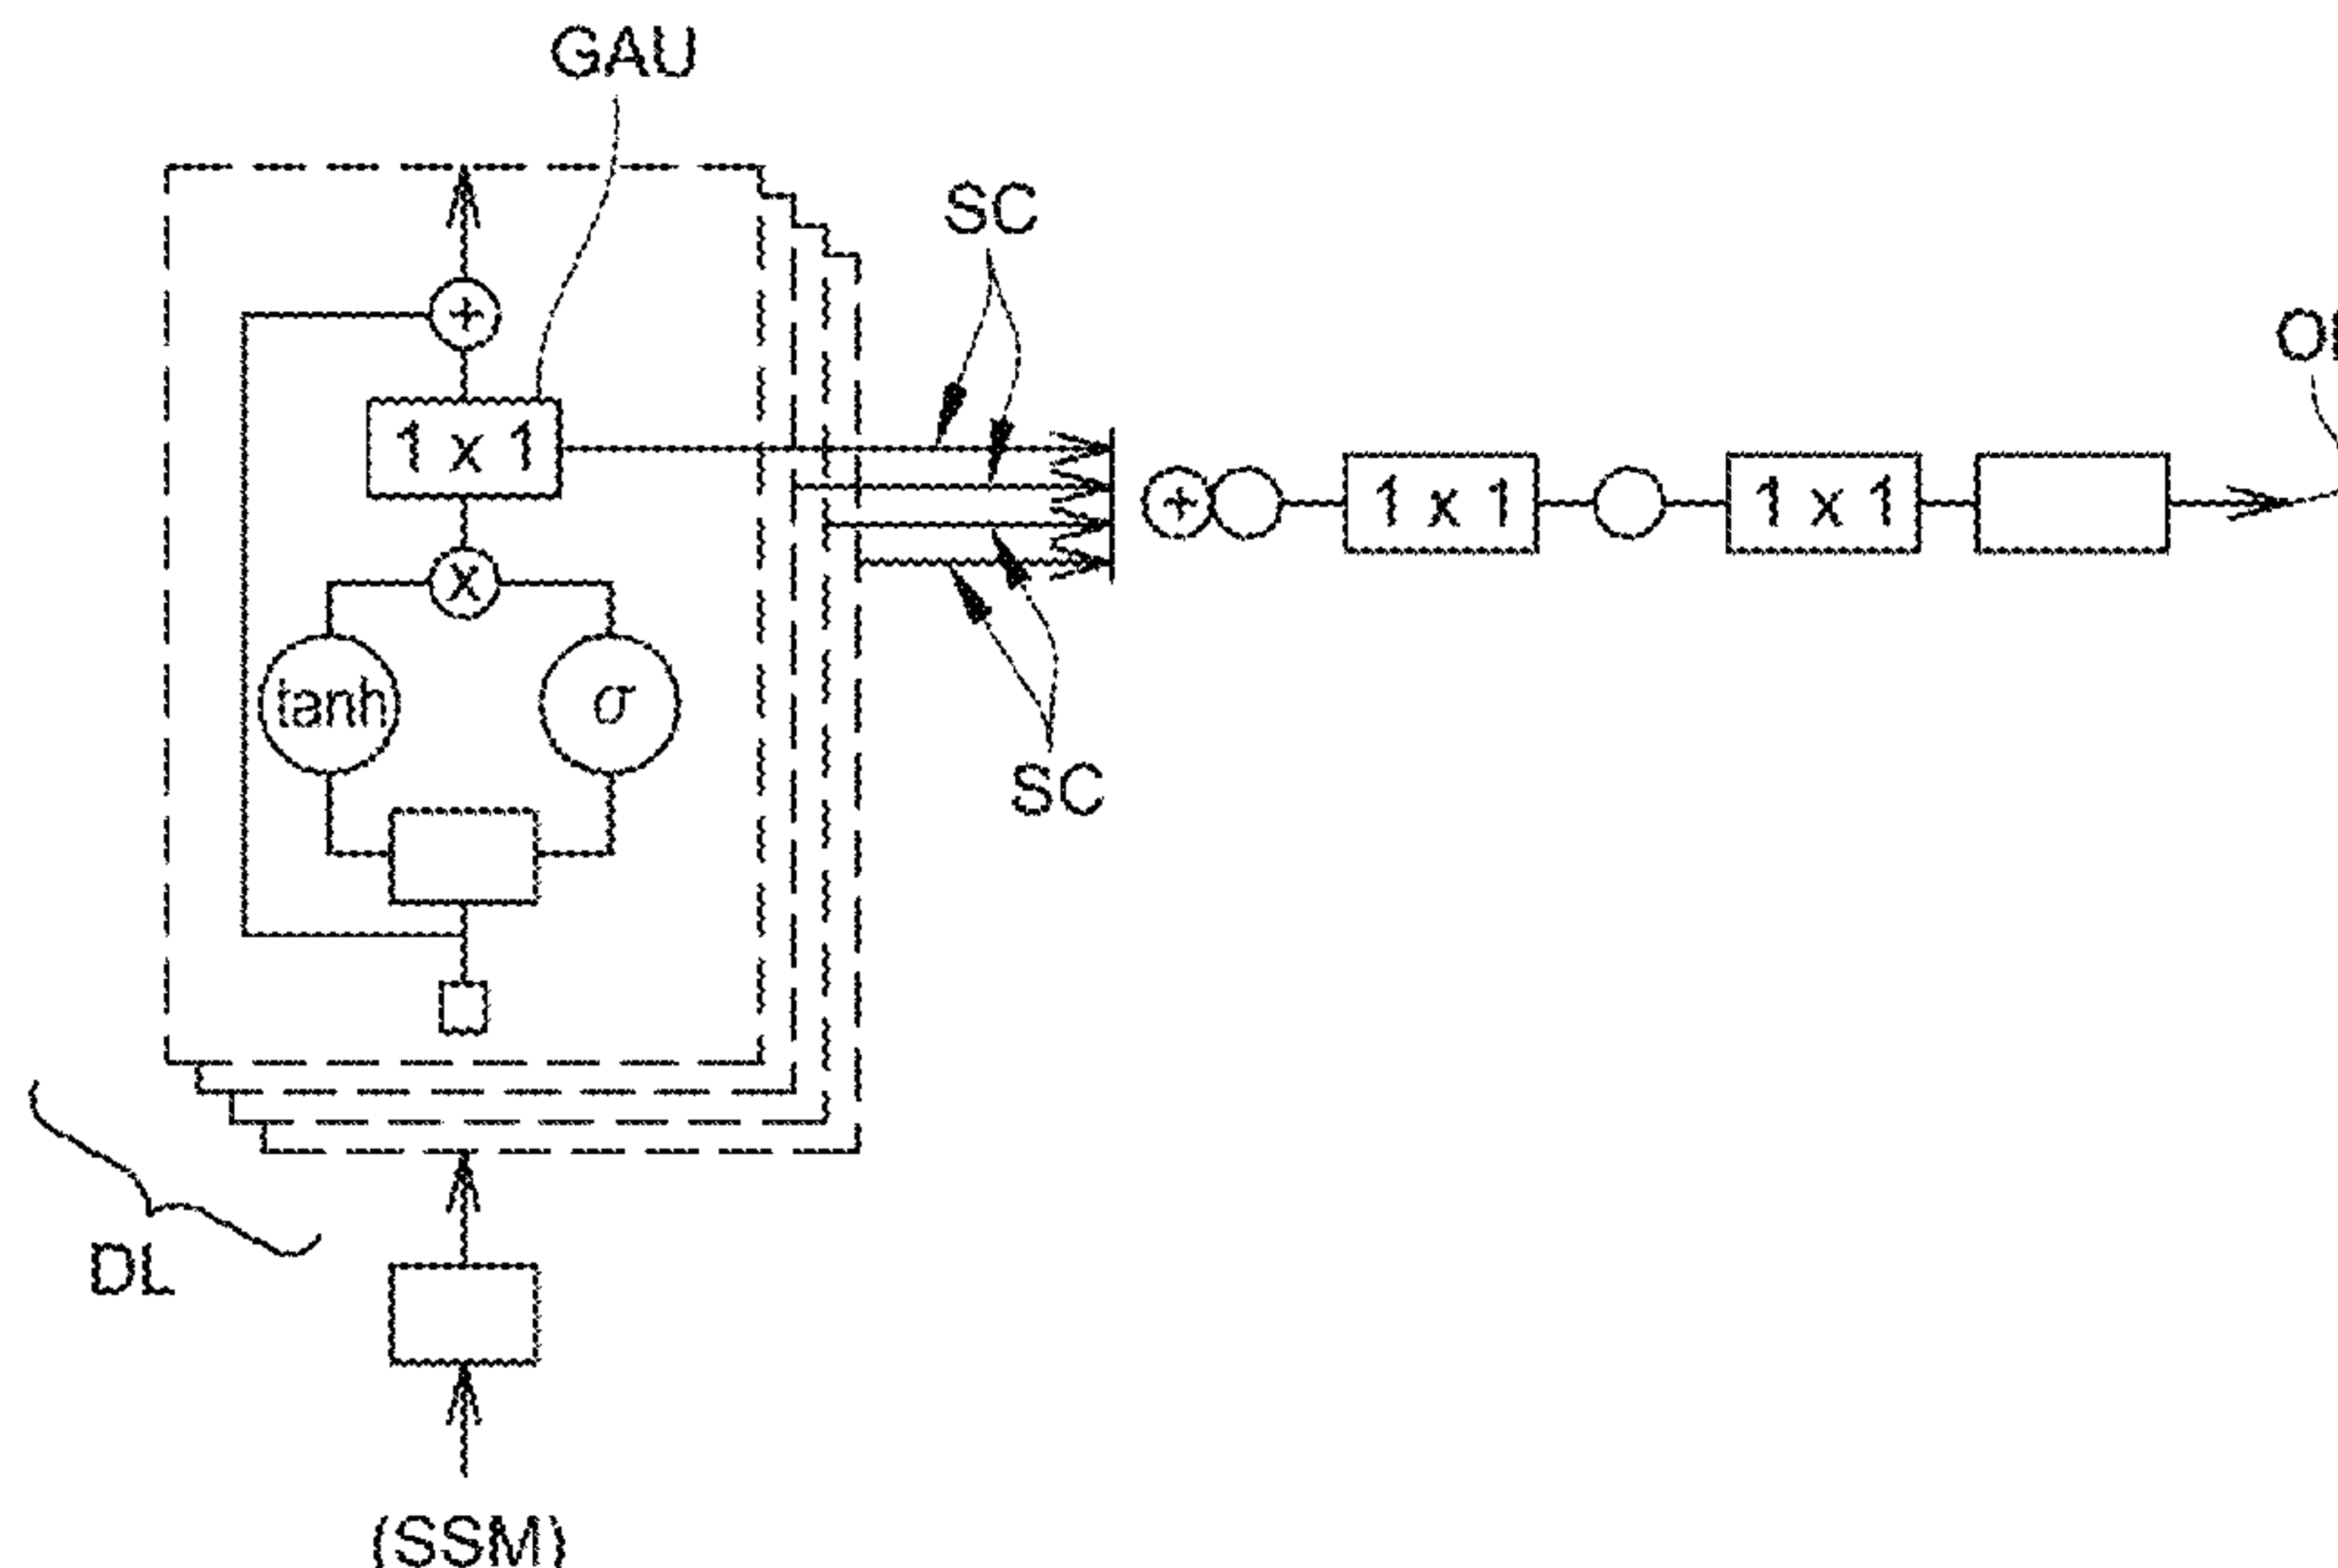 GAU
SC
+
1 x 1
+
1 x 1
1 x 1
x
tanh
σ
SC
DL
(SSM)